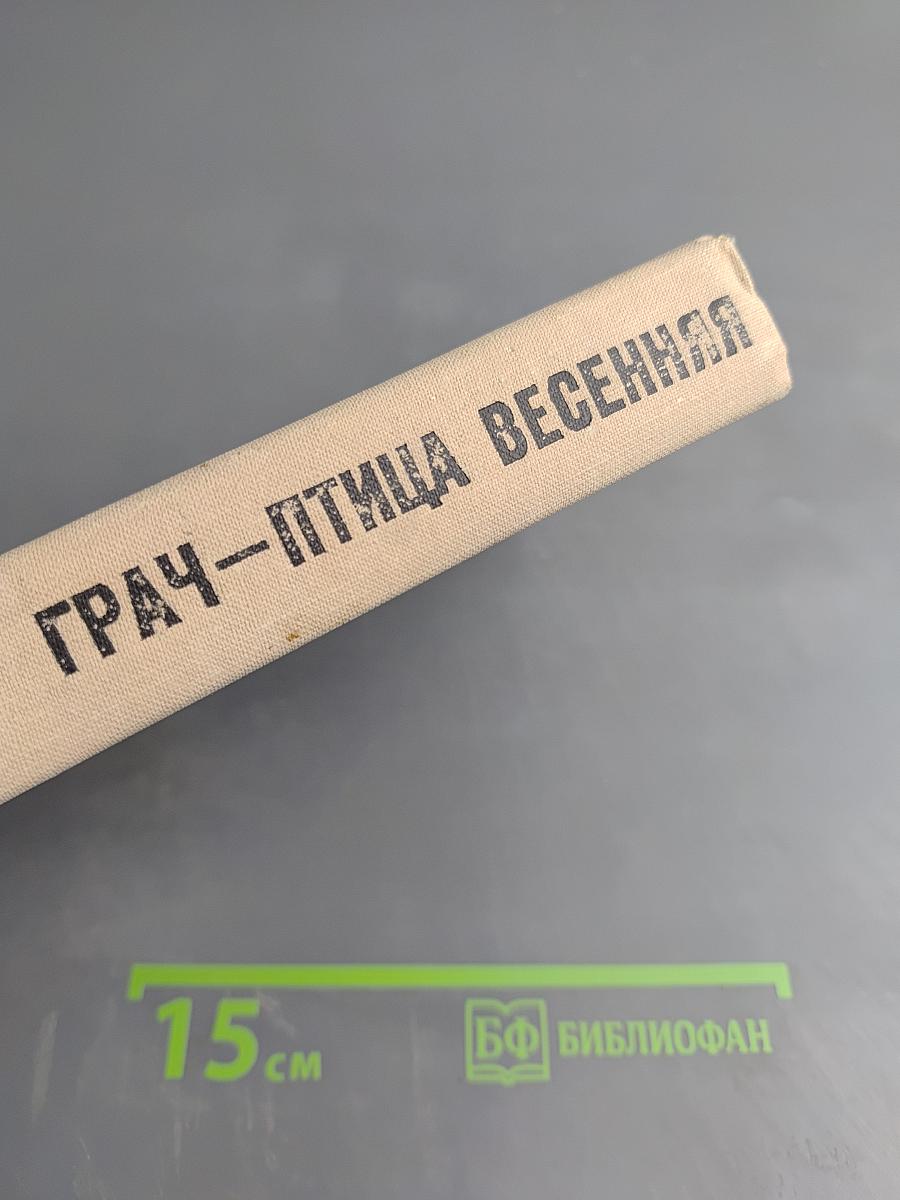 ГРАЧ—ПТИЦА ВЕСЕННЯЯ
15 см
БФ БИБЛИОФАН